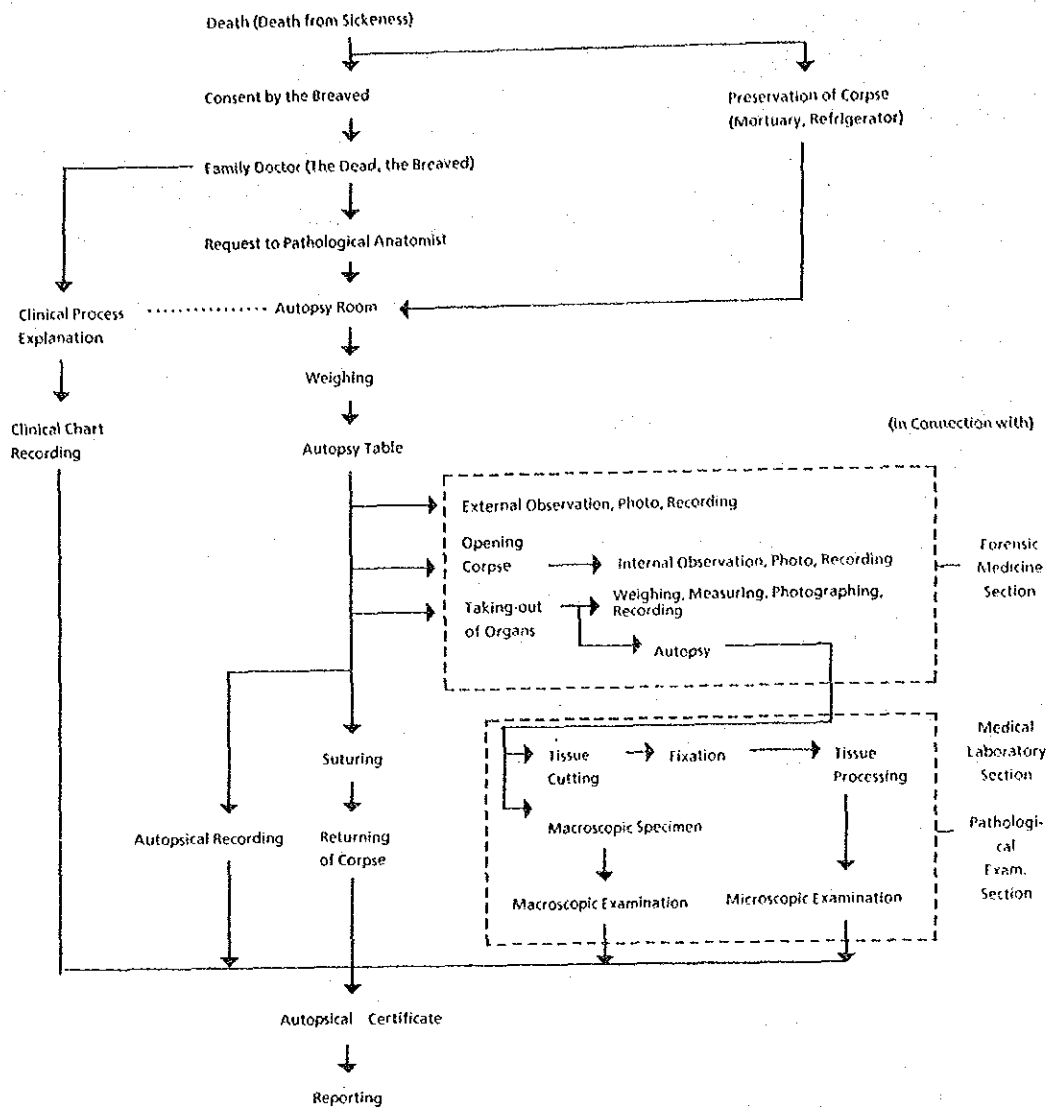 Death (Death from Sickeness)
Consent by the Breaved
Preservation of Corpse
(Mortuary, Refrigerator)
Family Doctor (The Dead, the Breaved)
Request to Pathological Anatomist
Clinical Process
Explanation
Autopsy Room
Weighing
Clinical Chart
Recording
Autopsy Table
(In Connection with)
External Observation, Photo, Recording
Opening
Corpse
Internal Observation, Photo, Recording
Taking-out
of Organs
Weighing, Measuring, Photographing,
Recording
Autopsy
Forensic
Medicine
Section
Suturing
Tissue
Cutting
Fixation
Tissue
Processing
Medical
Laboratory
Section
Autopsical Recording
Returning
of Corpse
Macroscopic Specimen
Pathologi-
cal
Exam.
Section
Macroscopic Examination
Microscopic Examination
Autopsical Certificate
Reporting